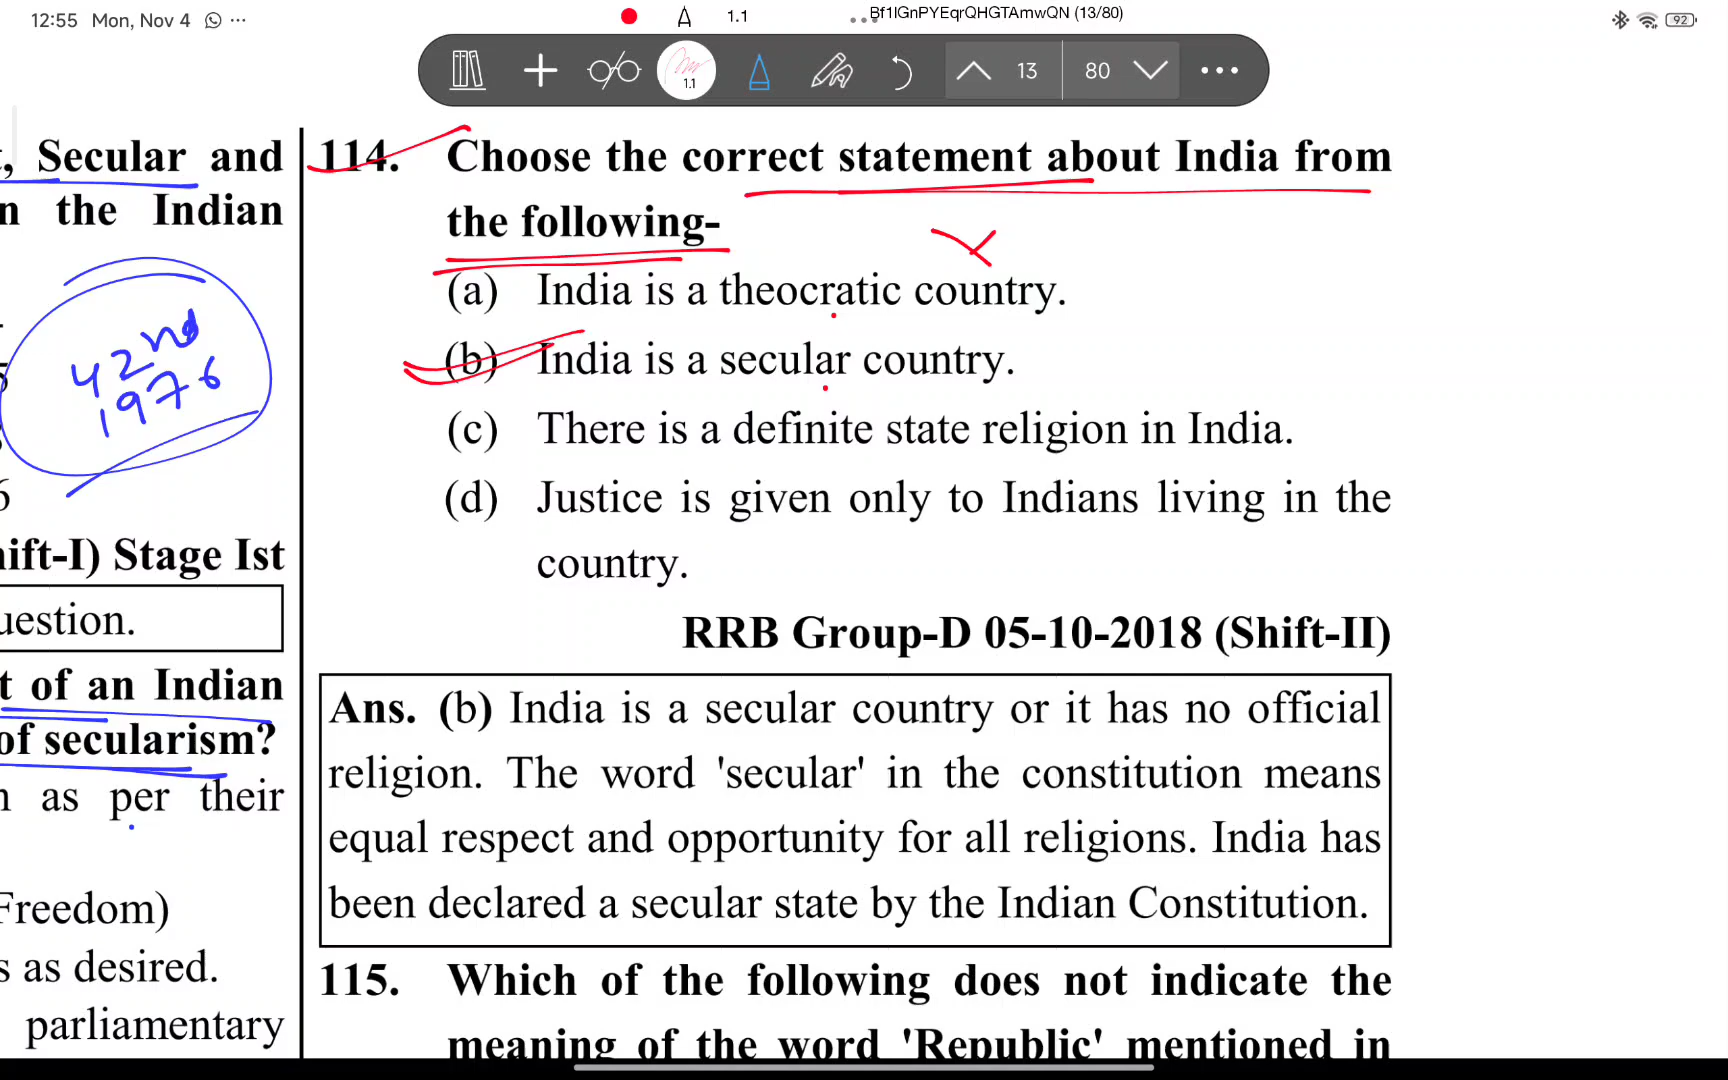 12:55 Mon, Nov 4
1.1
Bf1IGnPYEqrQHGTAmwQN (13/80)
92
1.1
13
80
, Secular and
n the Indian
42nd
1976
hift-I) Stage Ist
uestion.
t of an Indian
of secularism?
n as per their
Freedom)
s as desired.
parliamentary
114. Choose the correct statement about India from
the following-
(a) India is a theocratic country.
(b) India is a secular country.
(c) There is a definite state religion in India.
(d) Justice is given only to Indians living in the
country.
RRB Group-D 05-10-2018 (Shift-II)
Ans. (b) India is a secular country or it has no official
religion. The word 'secular' in the constitution means
equal respect and opportunity for all religions. India has
been declared a secular state by the Indian Constitution.
115. Which of the following does not indicate the
meaning of the word 'Republic' mentioned in